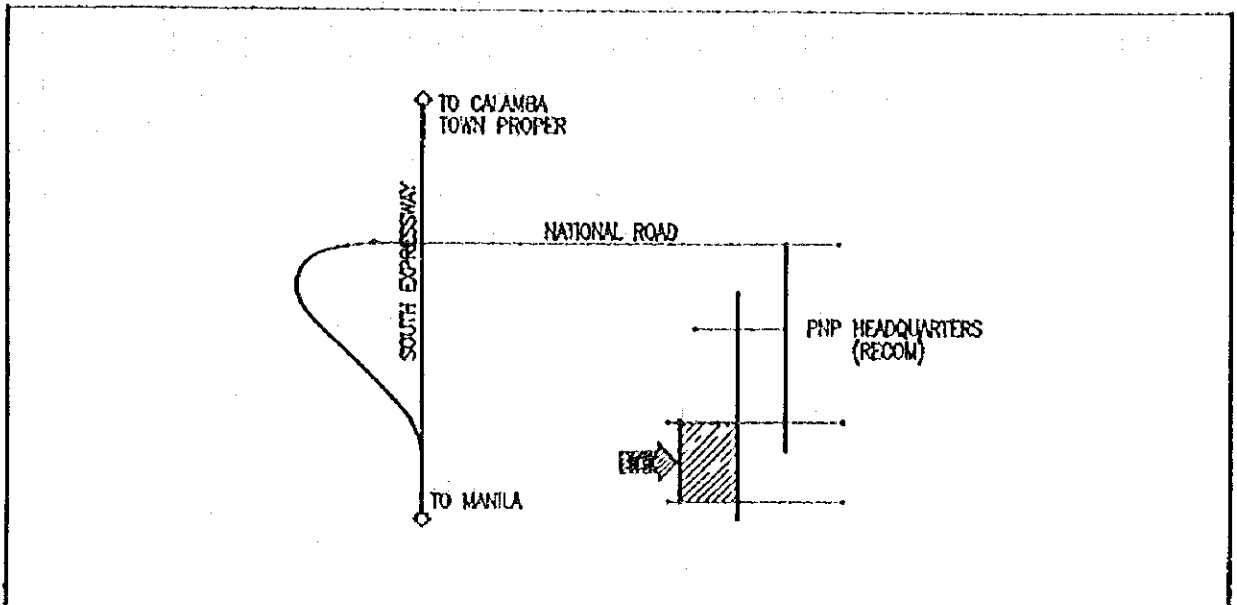 TO CALAMBA
TOWN PROPER
SOUTH EXPRESSWAY
NATIONAL ROAD
PNP HEADQUARTERS
(RECOM)
TO MANILA